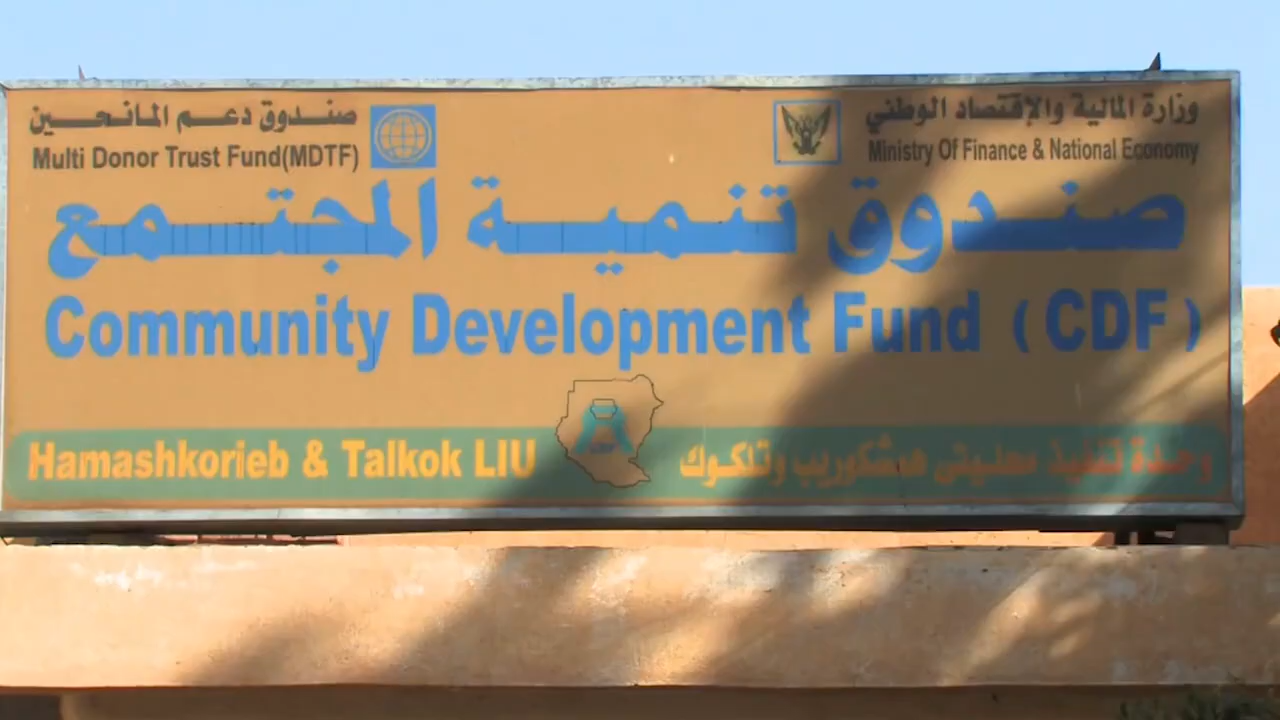 صندوق دعم المانحين
وزارة المالية والإقتصاد الوطني
Multi Donor Trust Fund(MDTF)
Ministry Of Finance & National Economy
صندوق تنمية المجتمع
Community Development Fund ( CDF )
Hamashkorieb & Talkok LIU
وحدة تنفيذ محليتى همشكوريب وتلكوك